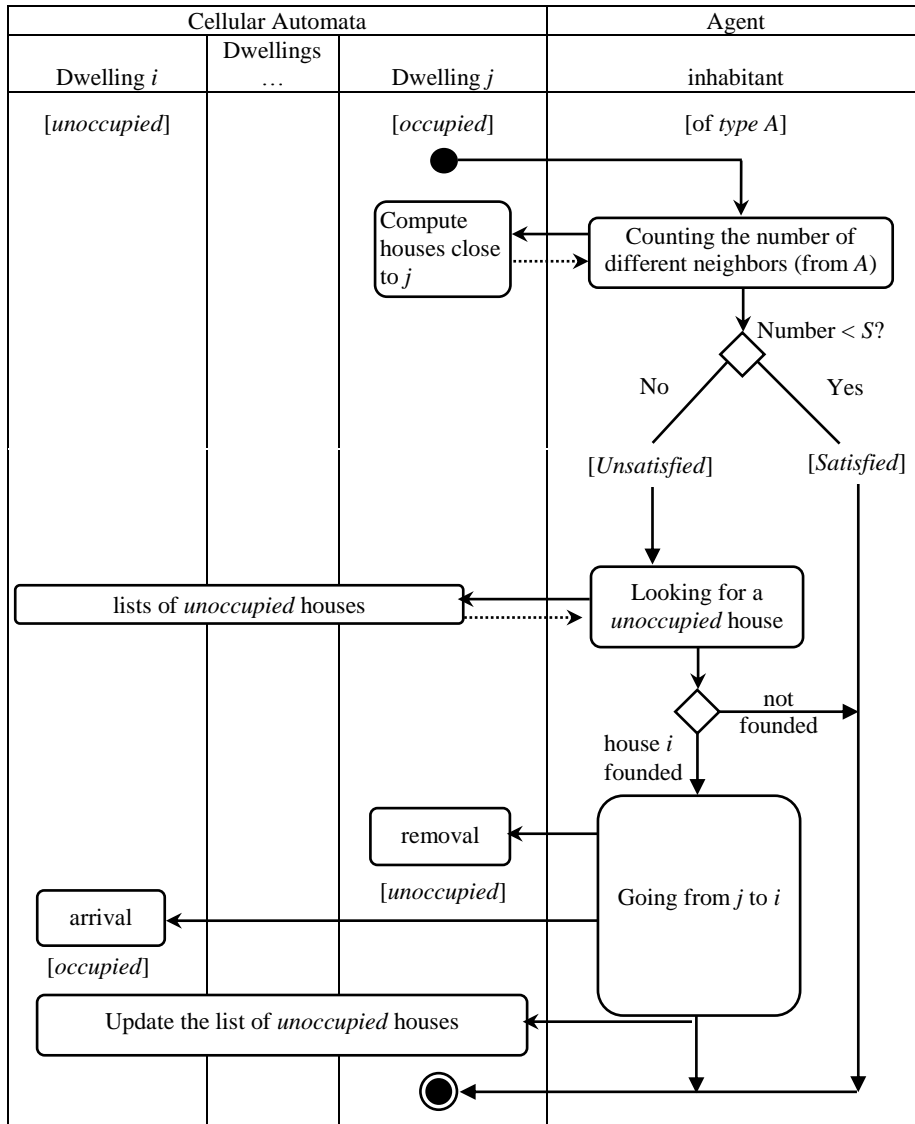 Cellular Automata
Agent
Dwellings
Dwelling i
…
Dwelling j
inhabitant
[unoccupied]
[occupied]
[of type A]
Compute
houses close
to j
Counting the number of
different neighbors (from A)
Number < S?
No
Yes
[Unsatisfied]
[Satisfied]
lists of unoccupied houses
Looking for a
unoccupied house
not
founded
house i
founded
removal
[unoccupied]
Going from j to i
arrival
[occupied]
Update the list of unoccupied houses